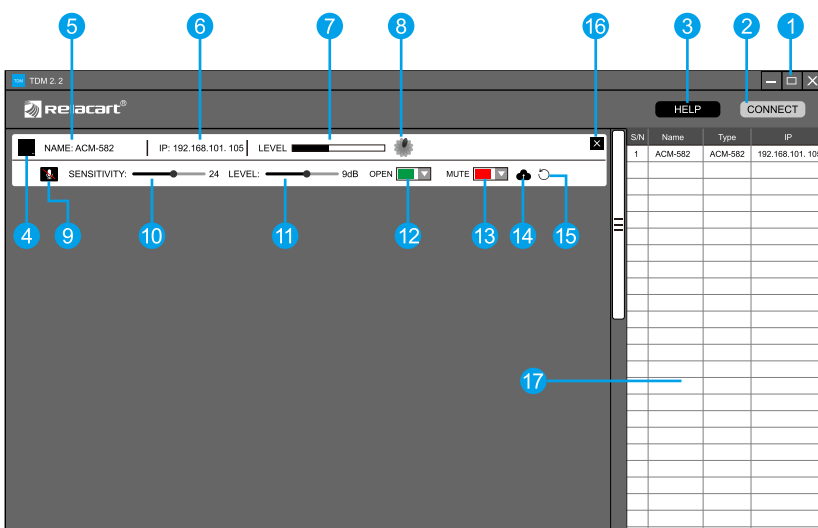 5 6 7 8 16 3 2 1
TDM TDM 2. 2
Relacart®
HELP CONNECT
NAME: ACM-582 IP: 192.168.101. 105 LEVEL
S/N Name Type IP
1 ACM-582 ACM-582 192.168.101. 105
SENSITIVITY: 24 LEVEL: 9dB OPEN MUTE
4 9 10 11 12 13 14 15
17